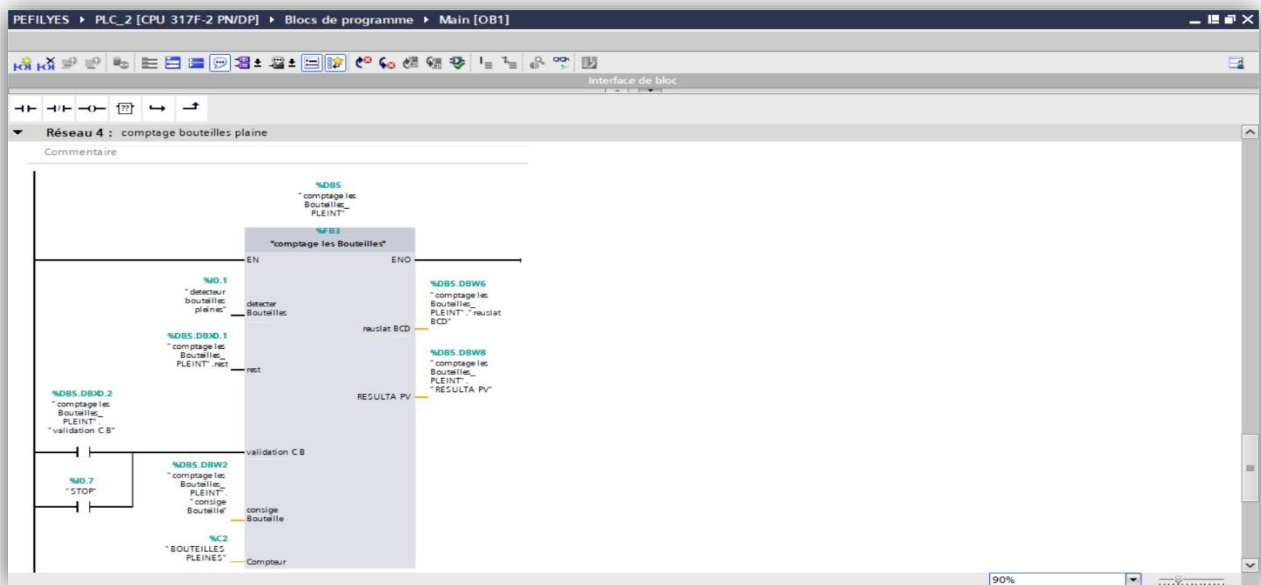 PEFILYES ▸ PLC_2 [CPU 317F-2 PN/DP] ▸ Blocs de programme ▸ Main [OB1]
Interface de bloc
Réseau 4 : comptage bouteilles plaine
Commentaire
%DB5
"comptage les
Bouteilles_
PLEINT"
%FB3
"comptage les Bouteilles"
EN
ENO
%I0.1
"detecteur
bouteilles
pleines"
detecter
Bouteilles
%DB5.DBW6
"comptage les
Bouteilles_
PLEINT"."reuslat
BCD"
reuslat BCD
%DB5.DBX0.1
"comptage les
Bouteilles_
PLEINT".rest
rest
%DB5.DBW8
"comptage les
Bouteilles_
PLEINT".
"RESULTA PV"
RESULTA PV
%DB5.DBX0.2
"comptage les
Bouteilles_
PLEINT".
"validation C B"
validation C B
%I0.7
"STOP"
%DB5.DBW2
"comptage les
Bouteilles_
PLEINT".
"consige
Bouteille"
consige
Bouteille
%C2
"BOUTEILLES
PLEINES"
Compteur
90%